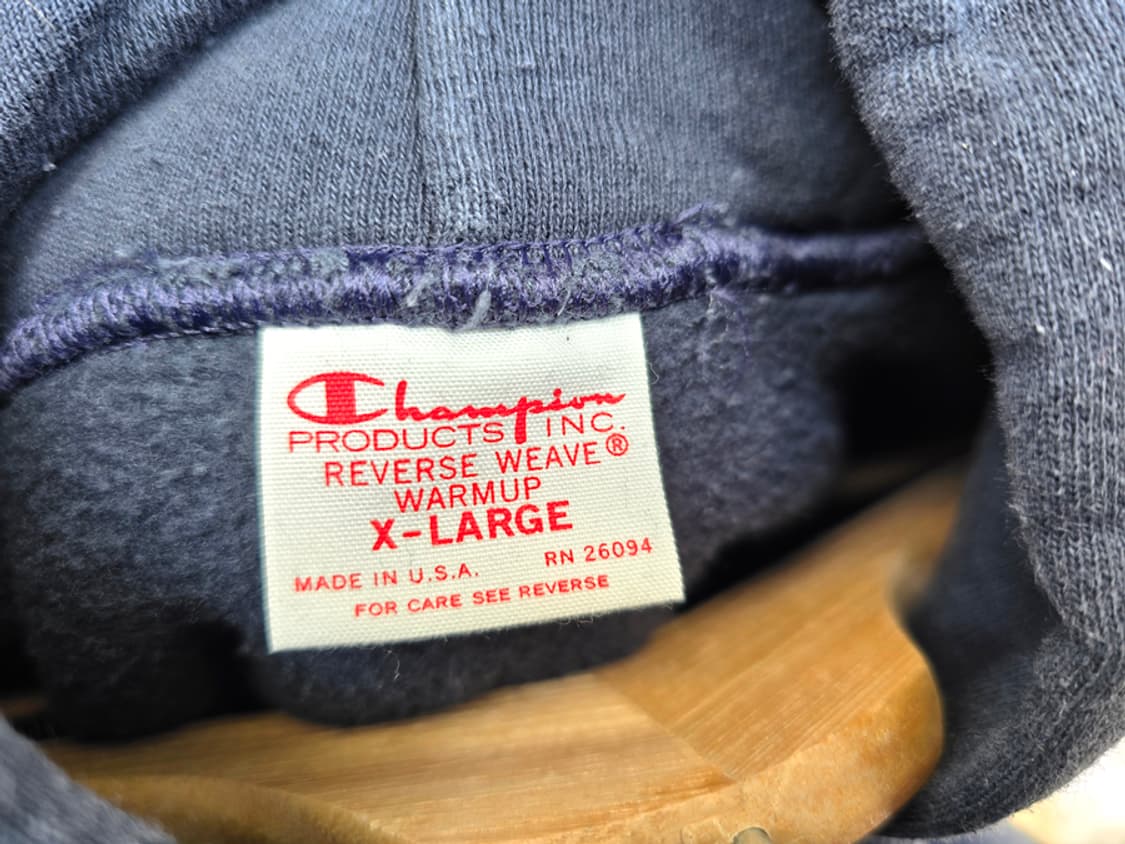 Champion
PRODUCTS INC.
REVERSE WEAVE®
WARMUP
X-LARGE
RN 26094
MADE IN U.S.A.
FOR CARE SEE REVERSE